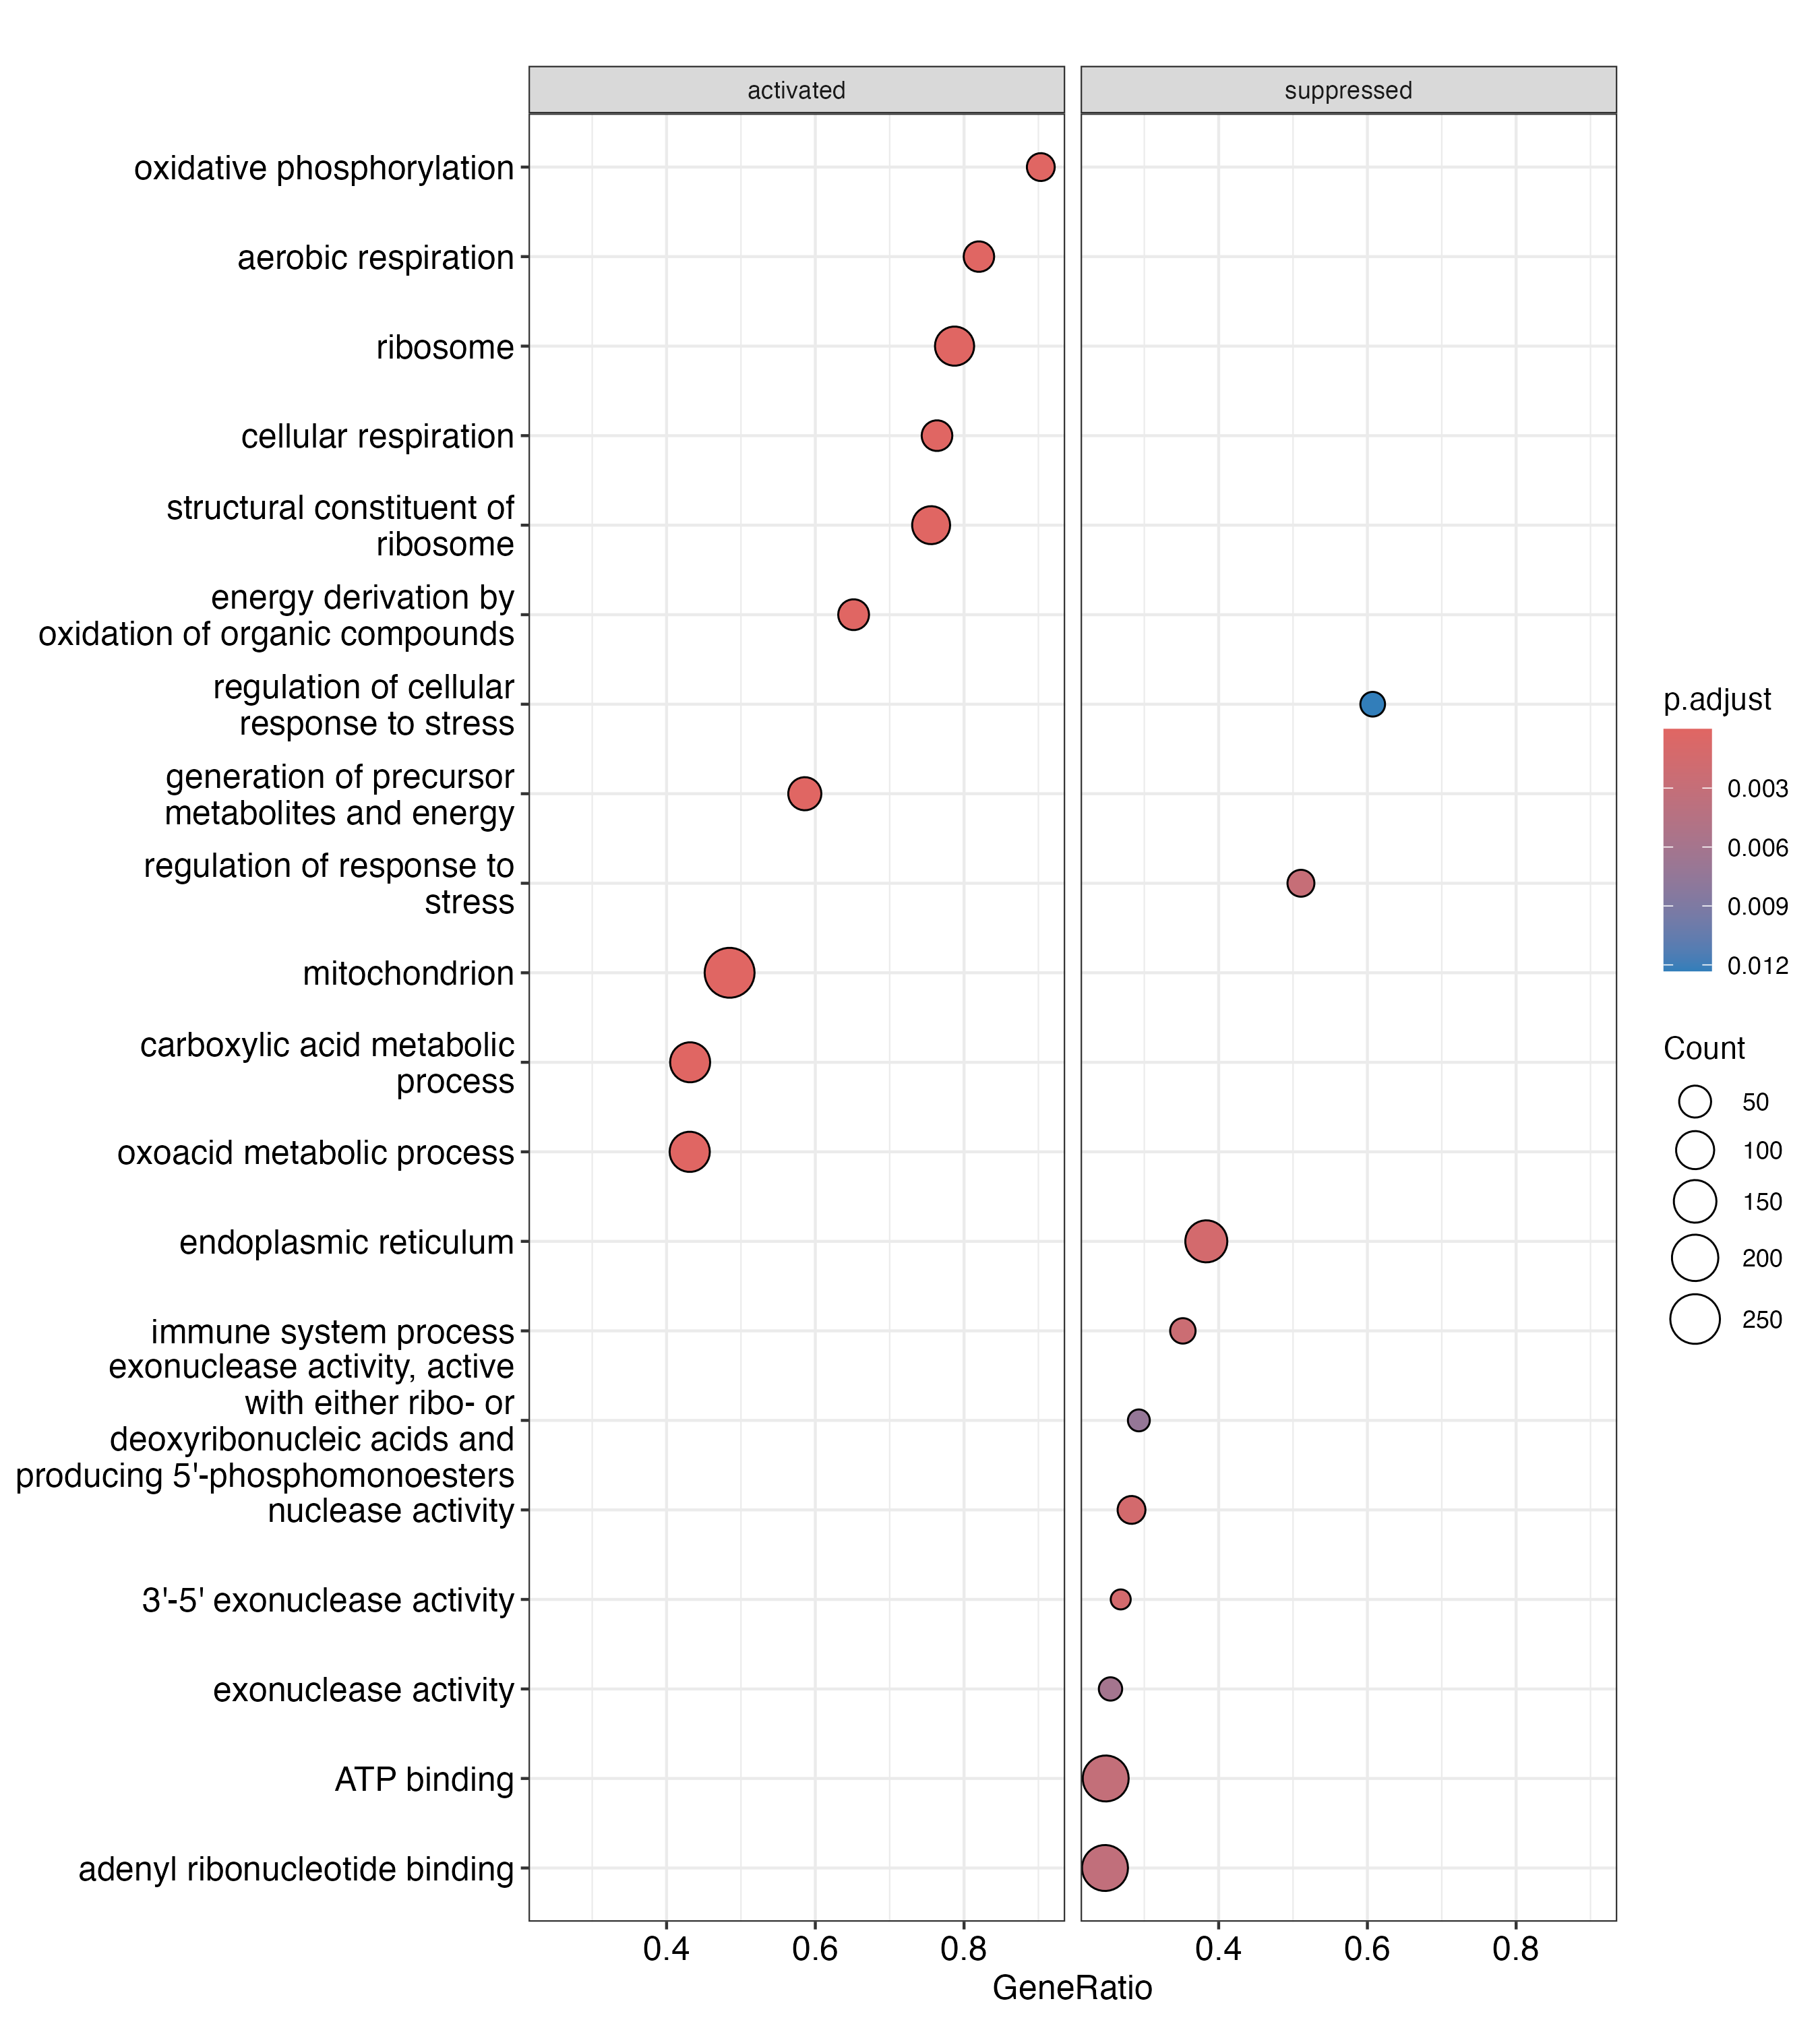 activated
suppressed
oxidative phosphorylation
aerobic respiration
ribosome
cellular respiration
structural constituent of
ribosome
energy derivation by
oxidation of organic compounds
regulation of cellular
response to stress
generation of precursor
metabolites and energy
regulation of response to
stress
mitochondrion
carboxylic acid metabolic
process
oxoacid metabolic process
endoplasmic reticulum
immune system process
exonuclease activity, active
with either ribo- or
deoxyribonucleic acids and
producing 5'-phosphomonoesters
nuclease activity
3'-5' exonuclease activity
exonuclease activity
ATP binding
adenyl ribonucleotide binding
0.4 0.6 0.8
0.4 0.6 0.8
GeneRatio
p.adjust
0.003
0.006
0.009
0.012
Count
50
100
150
200
250